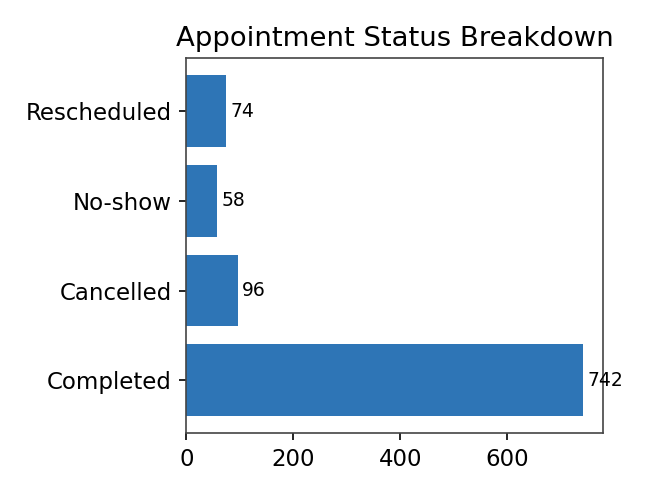 Appointment Status Breakdown
Rescheduled 74
No-show 58
Cancelled 96
Completed 742
0 200 400 600